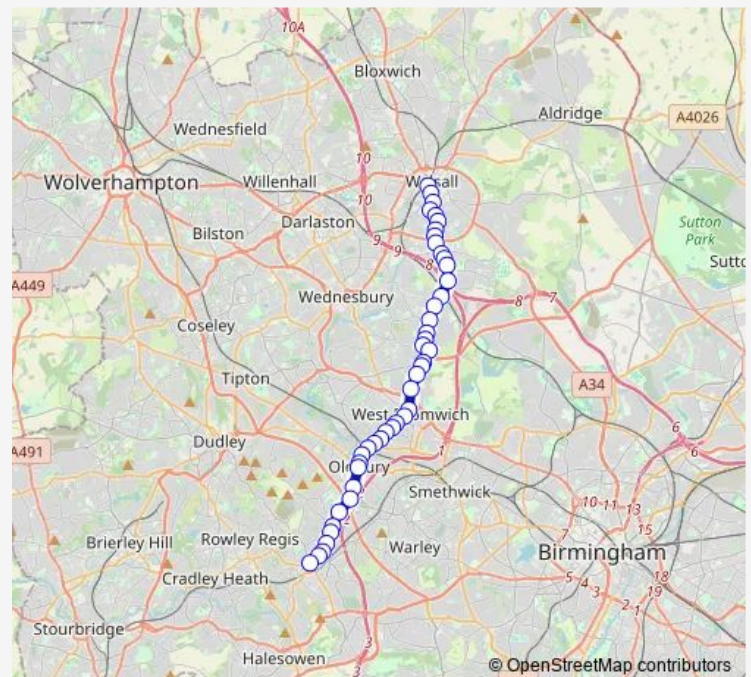 10A
Bloxwich
Aldridge
A4026
Wednesfield
10
Wolverhampton
Willenhall
Walsall
10
Darlaston
Sutton
Park
Bilston
9
9
8
Sutto
A449
Wednesbury
8
7
Coseley
Tipton
A34
West Bromwich
Dudley
6
6
A491
1
Oldbury
Smethwick
10
11
13
15
Rowley Regis
2
Brierley Hill
Warley
7
Birmingham
Cradley Heath
5
4
3
18
19
2
1
Stourbridge
3
3
Halesowen
© OpenStreetMap contributors